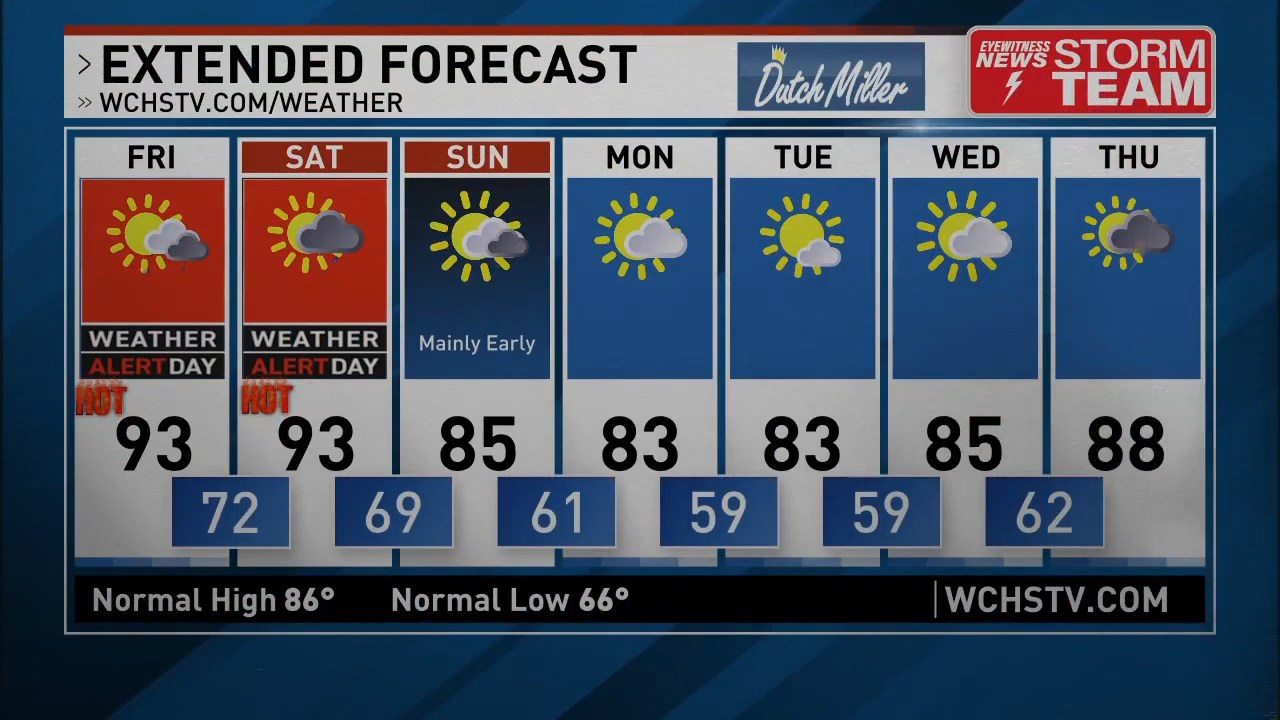 > EXTENDED FORECAST
» WCHSTV.COM/WEATHER
Dutch Miller
EYEWITNESS NEWS STORM TEAM
FRI SAT SUN MON TUE WED THU
Mainly Early
WEATHER WEATHER
ALERT DAY ALERT DAY
HOT HOT
93 93 85 83 83 85 88
72 69 61 59 59 62
Normal High 86° Normal Low 66° WCHSTV.COM